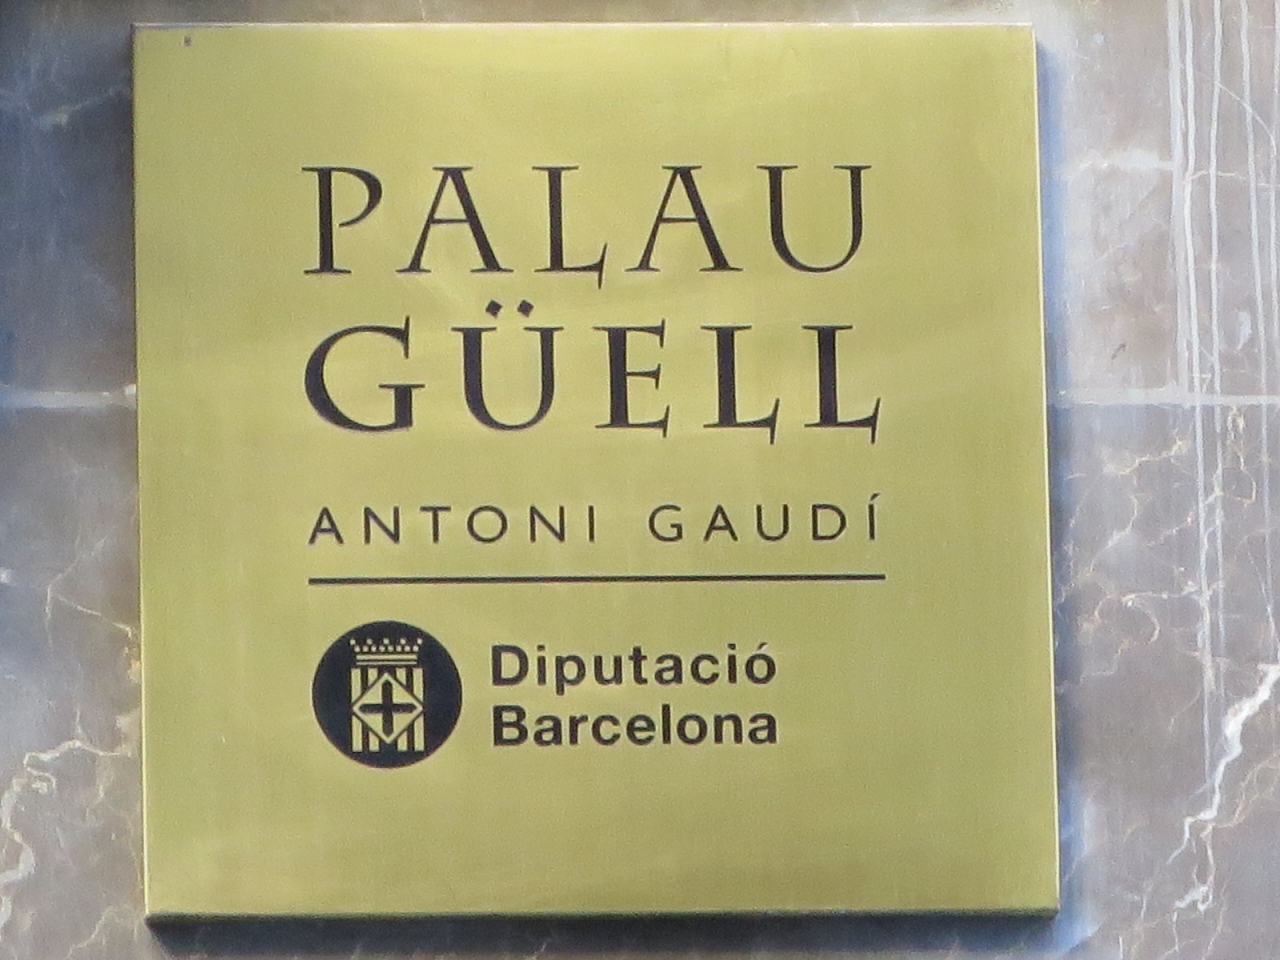 PALAU
GÜELL
ANTONI GAUDÍ
Diputació
Barcelona